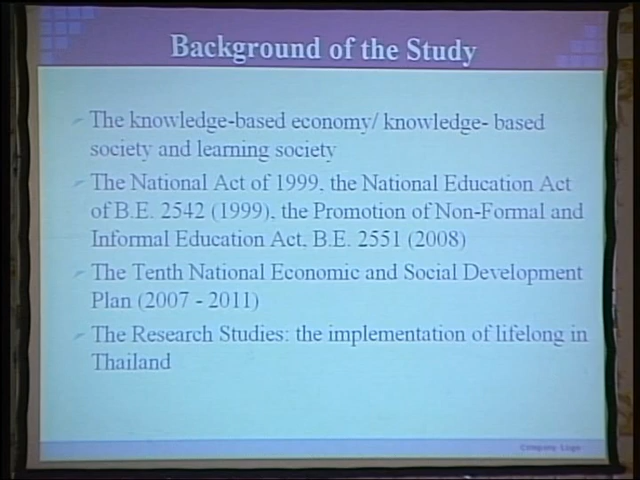 Background of the Study
The knowledge-based economy/ knowledge- based
society and learning society
The National Act of 1999, the National Education Act
of B.E. 2542 (1999), the Promotion of Non-Formal and
Informal Education Act, B.E. 2551 (2008)
The Tenth National Economic and Social Development
Plan (2007 - 2011)
The Research Studies: the implementation of lifelong in
Thailand
Company Logo